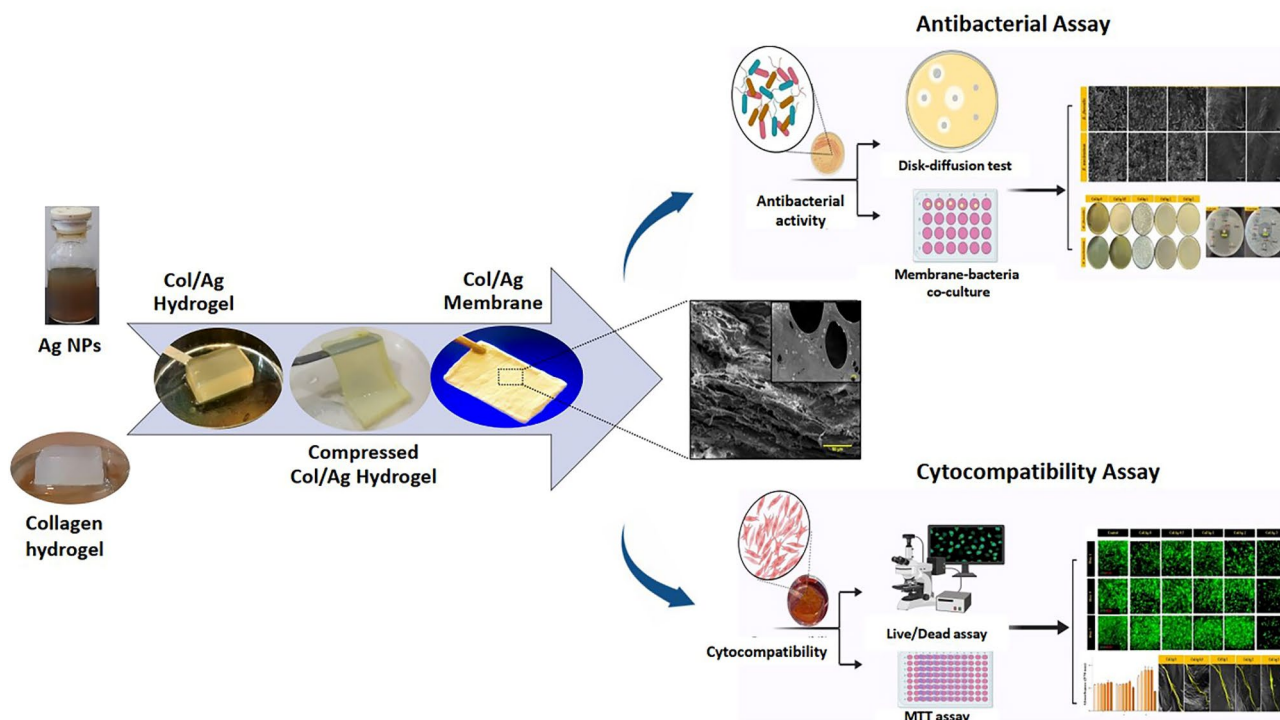 Antibacterial Assay
Disk-diffusion test
Antibacterial
activity
Membrane-bacteria
co-culture
Col/Ag
Hydrogel
Col/Ag
Membrane
Ag NPs
Compressed
Col/Ag Hydrogel
Collagen
hydrogel
Cytocompatibility Assay
Live/Dead assay
Cytocompatibility
MTT assay